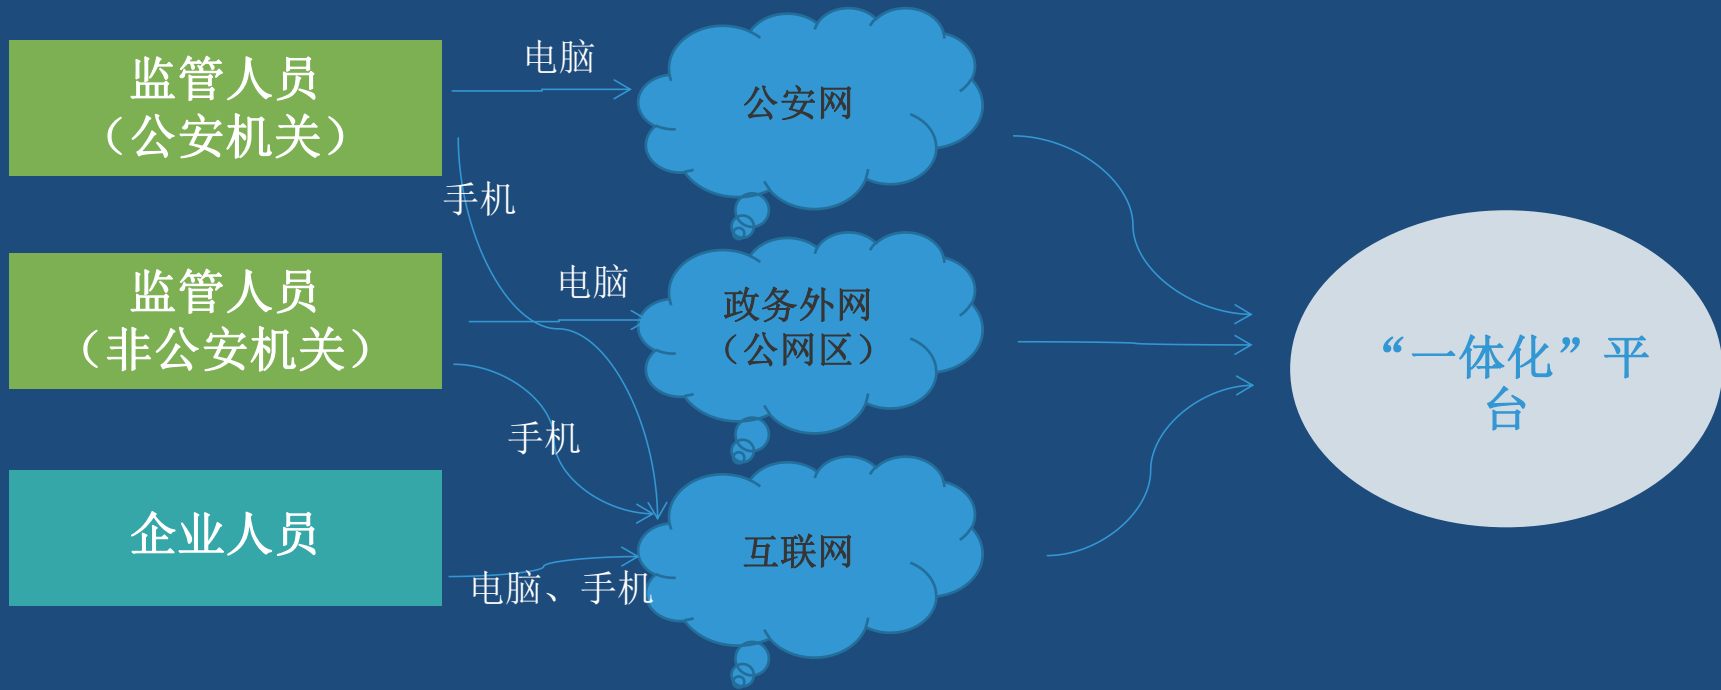 监管人员
（公安机关）
电脑
手机
公安网
监管人员
（非公安机关）
电脑
手机
政务外网
（公网区）
企业人员
电脑、手机
互联网
“一体化”平
台